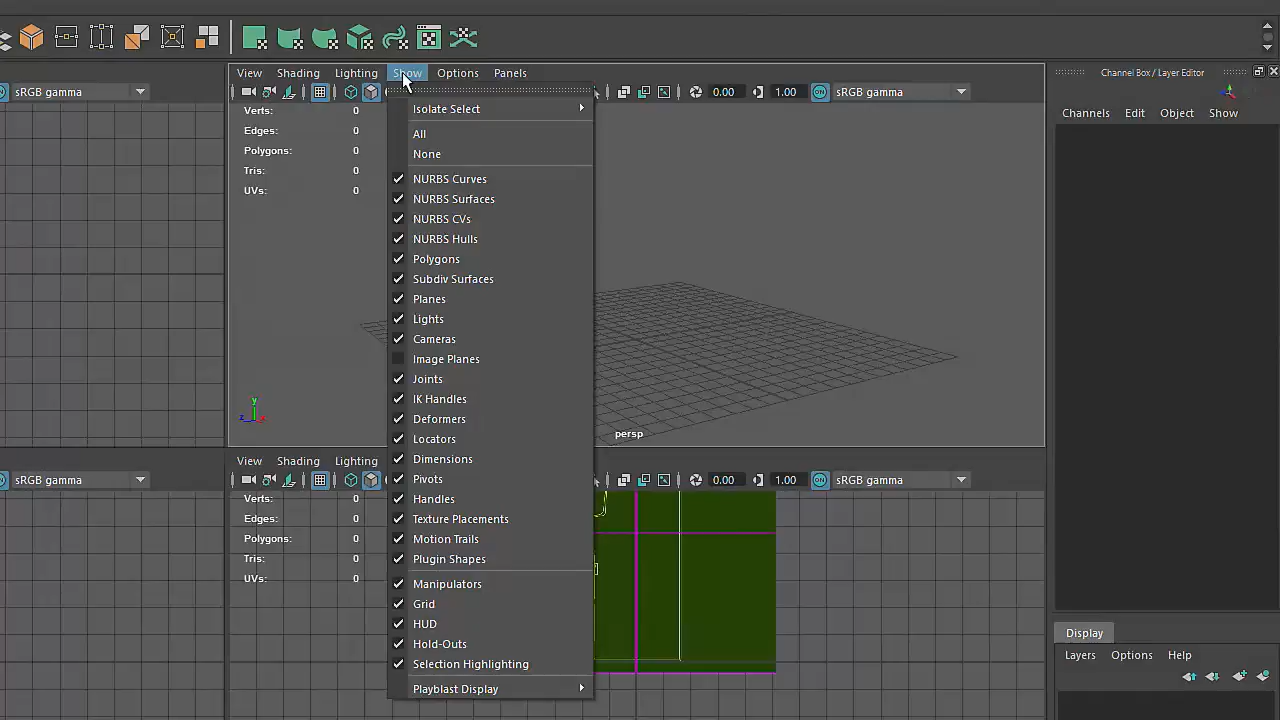 View Shading Lighting Show Options Panels
sRGB gamma
0.00 1.00 sRGB gamma
Channel Box / Layer Editor
Channels Edit Object Show
Verts: 0
Edges: 0
Polygons: 0
Tris: 0
UVs: 0
Isolate Select
All
None
NURBS Curves
NURBS Surfaces
NURBS CVs
NURBS Hulls
Polygons
Subdiv Surfaces
Planes
Lights
Cameras
Image Planes
Joints
IK Handles
Deformers
Locators
Dimensions
Pivots
Handles
Texture Placements
Motion Trails
Plugin Shapes
Manipulators
Grid
HUD
Hold-Outs
Selection Highlighting
Playblast Display
y
z
persp
View Shading Lighting
sRGB gamma
0.00 1.00 sRGB gamma
Verts: 0
Edges: 0
Polygons: 0
Tris: 0
UVs: 0
ON
ON
Display
Layers Options Help